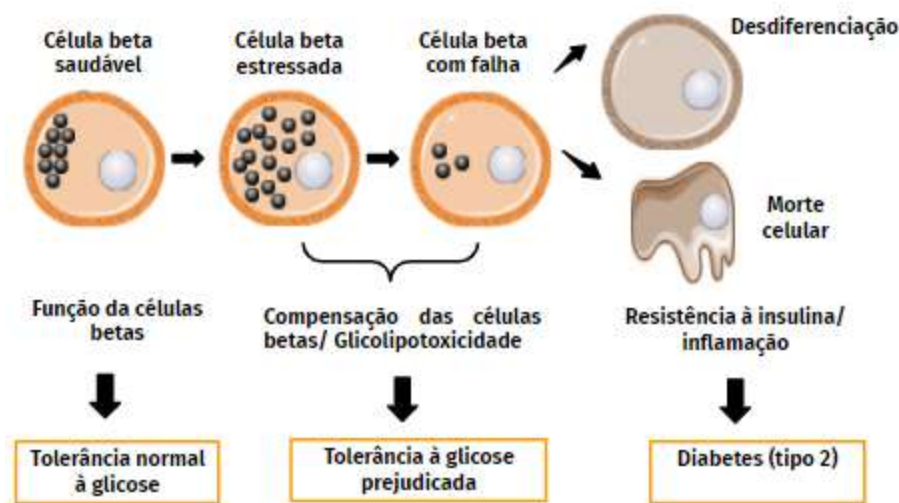 Célula beta
saudável
Célula beta
estressada
Célula beta
com falha
Desdiferenciação
Morte
celular
Função da células
betas
Compensação das células
betas/ Glicolipotoxicidade
Resistência à insulina/
inflamação
Tolerância normal
à glicose
Tolerância à glicose
prejudicada
Diabetes (tipo 2)